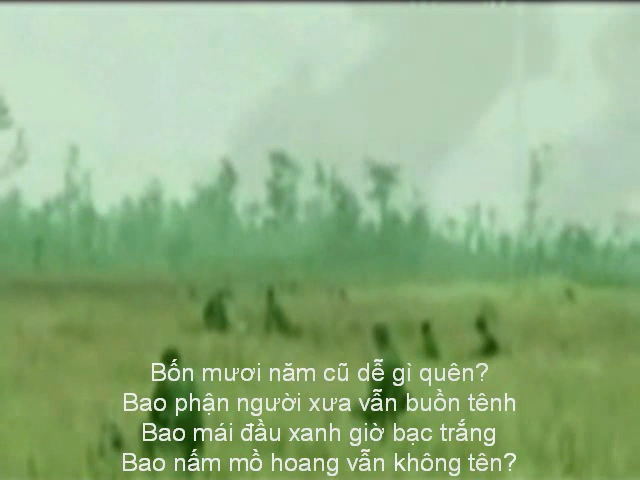 Bốn mươi năm cũ dễ gì quên?
Bao phận người xưa vẫn buồn tênh
Bao mái đầu xanh giờ bạc trắng
Bao nấm mồ hoang vẫn không tên?